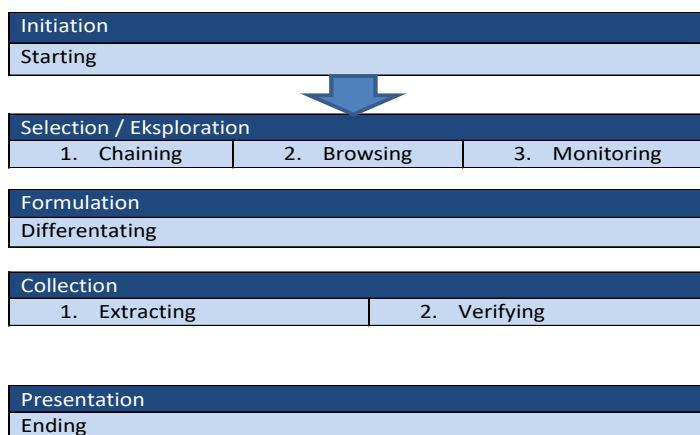 Initiation
Starting
Selection / Eksploration
1. Chaining 2. Browsing 3. Monitoring
Formulation
Differentating
Collection
1. Extracting 2. Verifying
Presentation
Ending